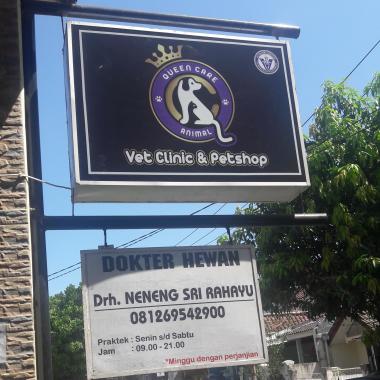 QUEEN CARE
ANIMAL
Vet Clinic & Petshop
DOKTER HEWAN
Drh. NENENG SRI RAHAYU
081269542900
Praktek : Senin s/d Sabtu
Jam : 09.00 - 21.00
*Minggu dengan perjanjian